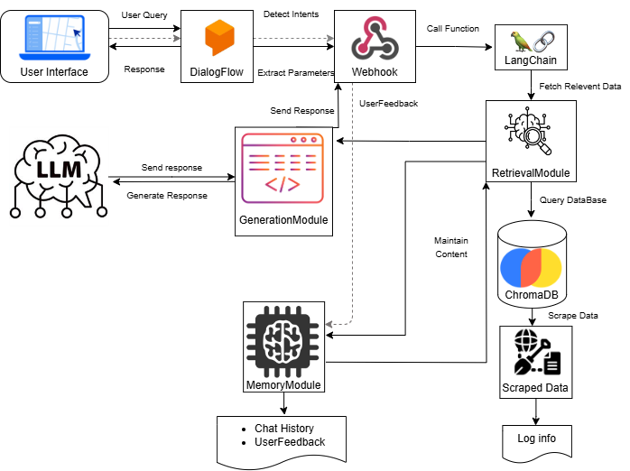 User Query
Detect Intents
Call Function
User Interface
DialogFlow
Webhook
LangChain
Response
Extract Parameters
Fetch Relevent Data
Send Response
UserFeedback
LLM
Send response
Generate Response
GenerationModule
RetrievalModule
Query DataBase
Maintain
Content
ChromaDB
Scrape Data
MemoryModule
Scraped Data
Chat History
UserFeedback
Log info